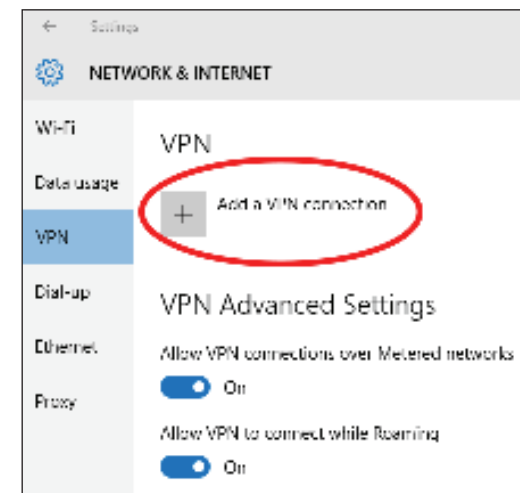 ← Settings
NETWORK & INTERNET
Wi-Fi
Data usage
VPN
Dial-up
Ethernet
Proxy
VPN
+ Add a VPN connection
VPN Advanced Settings
Allow VPN connections over Metered networks
On
Allow VPN to connect while Roaming
On